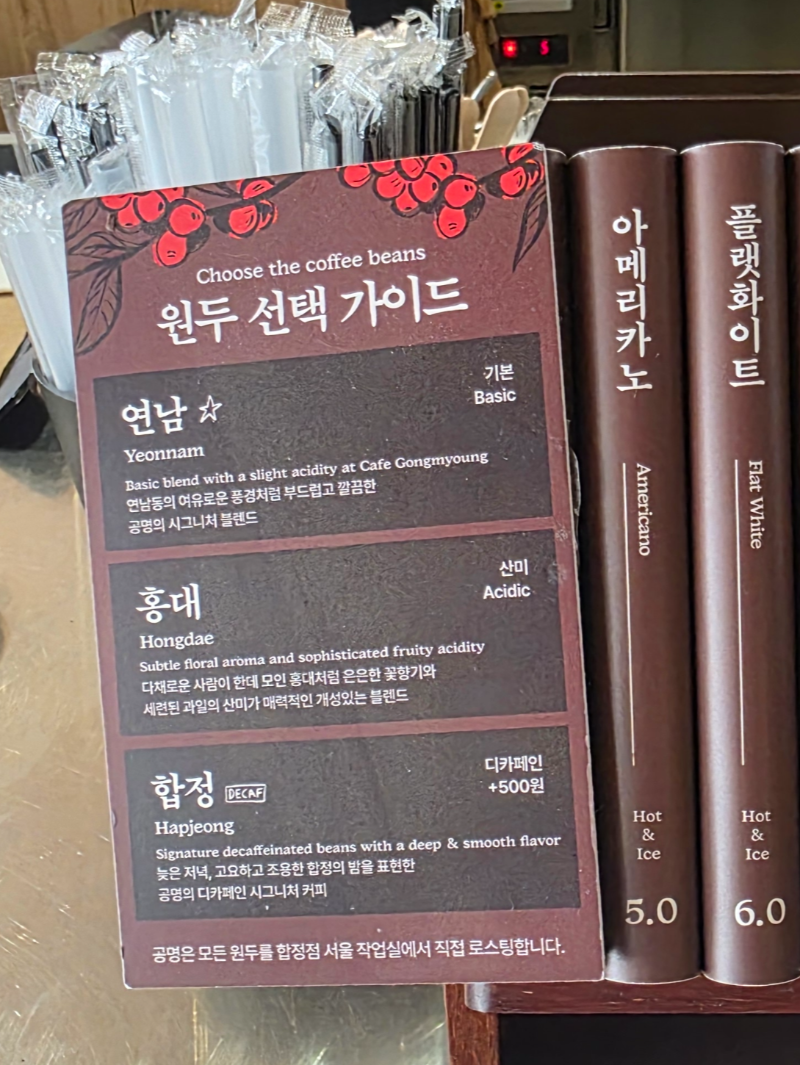 Choose the coffee beans
원두 선택 가이드
연남 ☆
기본
Basic
Yeonnam
Basic blend with a slight acidity at Cafe Gongmyoung
연남동의 여유로운 풍경처럼 부드럽고 깔끔한
공명의 시그니처 블렌드
홍대
산미
Acidic
Hongdae
Subtle floral aroma and sophisticated fruity acidity
다채로운 사람이 한데 모인 홍대처럼 은은한 꽃향기와
세련된 과일의 산미가 매력적인 개성있는 블렌드
합정 DECAF
디카페인
+500원
Hapjeong
Signature decaffeinated beans with a deep & smooth flavor
늦은 저녁, 고요하고 조용한 합정의 밤을 표현한
공명의 디카페인 시그니처 커피
공명은 모든 원두를 합정점 서울 작업실에서 직접 로스팅합니다.
아메리카노
Americano
Hot
&
Ice
5.0
플랫화이트
Flat White
Hot
&
Ice
6.0